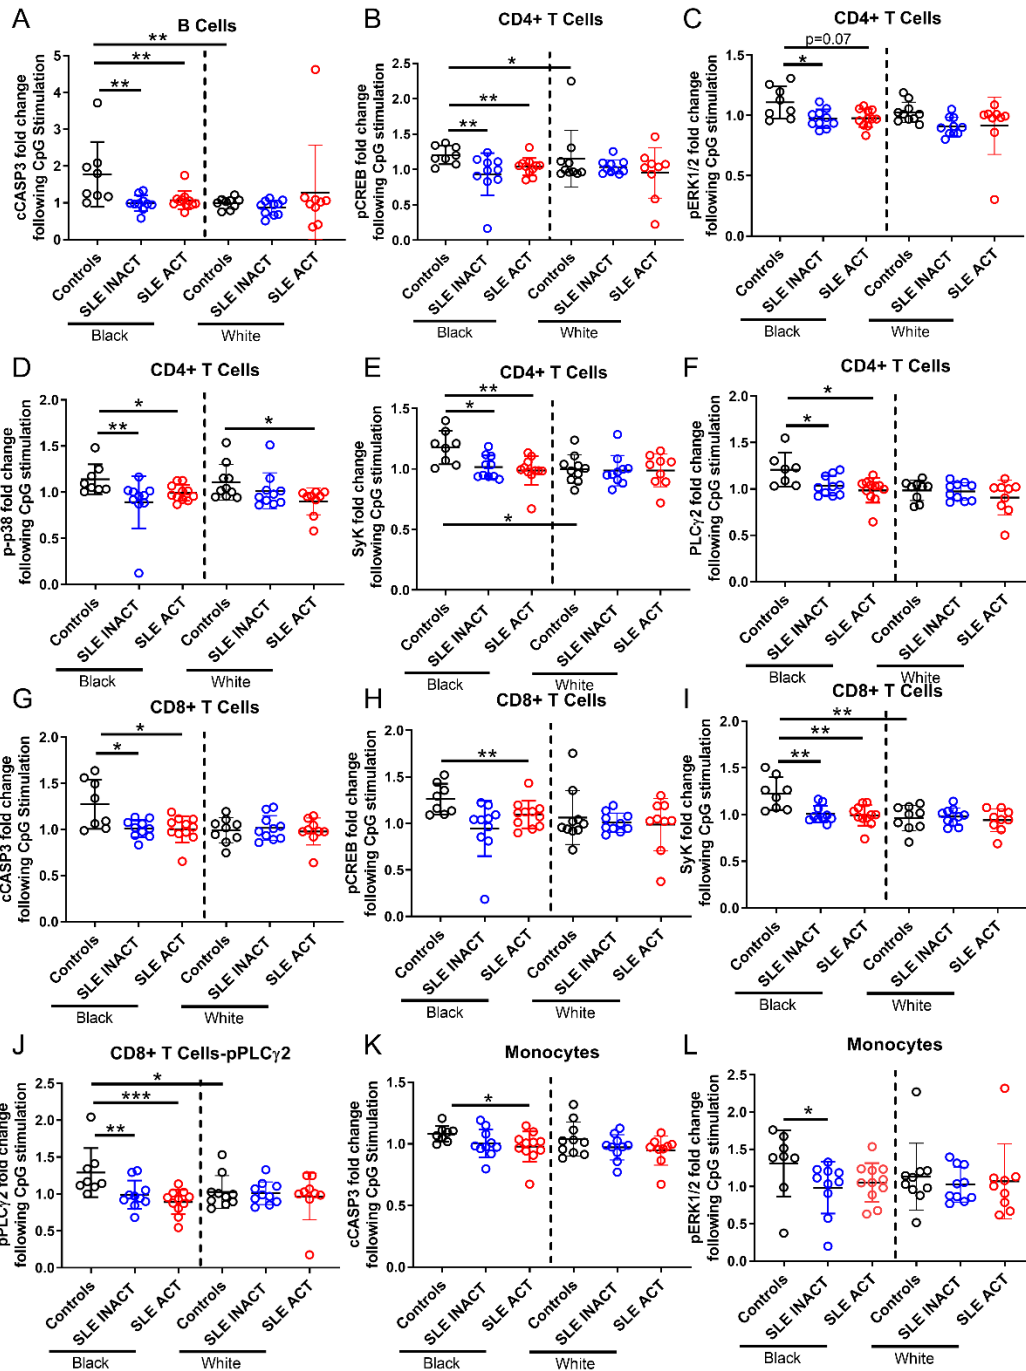 A
B Cells
cCASP3 fold change
following CpG Stimulation
5
4
3
2
1
0
**
**
**
Controls
SLE INACT
SLE ACT
Controls
SLE INACT
SLE ACT
Black
White
B
CD4+ T Cells
pCREB fold change
following CpG stimulation
2.5
2.0
1.5
1.0
0.5
0.0
*
**
**
Controls
SLE INACT
SLE ACT
Controls
SLE INACT
SLE ACT
Black
White
C
CD4+ T Cells
pERK1/2 fold change
following CpG stimulation
1.5
1.0
0.5
0.0
p=0.07
*
Controls
SLE INACT
SLE ACT
Controls
SLE INACT
SLE ACT
Black
White
D
CD4+ T Cells
p-p38 fold change
following CpG stimulation
2.0
1.5
1.0
0.5
0.0
*
**
*
Controls
SLE INACT
SLE ACT
Controls
SLE INACT
SLE ACT
Black
White
E
CD4+ T Cells
SyK fold change
following CpG stimulation
1.5
1.0
0.5
0.0
**
*
*
Controls
SLE INACT
SLE ACT
Controls
SLE INACT
SLE ACT
Black
White
F
CD4+ T Cells
PLCγ2 fold change
following CpG stimulation
2.0
1.5
1.0
0.5
0.0
*
*
Controls
SLE INACT
SLE ACT
Controls
SLE INACT
SLE ACT
Black
White
G
CD8+ T Cells
cCASP3 fold change
following CpG stimulation
2.0
1.5
1.0
0.5
0.0
*
*
Controls
SLE INACT
SLE ACT
Controls
SLE INACT
SLE ACT
Black
White
H
CD8+ T Cells
pCREB fold change
following CpG stimulation
2.0
1.5
1.0
0.5
0.0
**
Controls
SLE INACT
SLE ACT
Controls
SLE INACT
SLE ACT
Black
White
I
CD8+ T Cells
SyK fold change
following CpG stimulation
2.0
1.5
1.0
0.5
0.0
**
**
**
Controls
SLE INACT
SLE ACT
Controls
SLE INACT
SLE ACT
Black
White
J
CD8+ T Cells-pPLCγ2
pPLCγ2 fold change
following CpG stimulation
2.5
2.0
1.5
1.0
0.5
0.0
*
***
**
Controls
SLE INACT
SLE ACT
Controls
SLE INACT
SLE ACT
Black
White
K
Monocytes
cCASP3 fold change
following CpG stimulation
1.5
1.0
0.5
0.0
*
Controls
SLE INACT
SLE ACT
Controls
SLE INACT
SLE ACT
Black
White
L
Monocytes
pERK1/2 fold change
following CpG stimulation
2.5
2.0
1.5
1.0
0.5
0.0
*
Controls
SLE INACT
SLE ACT
Controls
SLE INACT
SLE ACT
Black
White